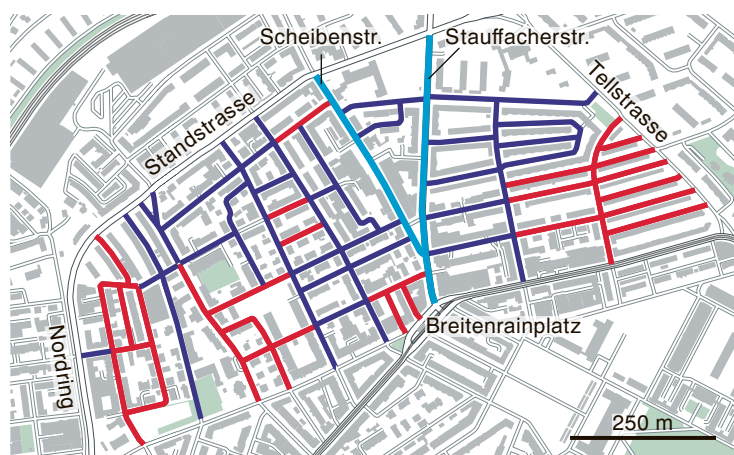 Scheibenstr.
Stauffacherstr.
Tellstrasse
Standstrasse
Nordring
Breitenrainplatz
250 m